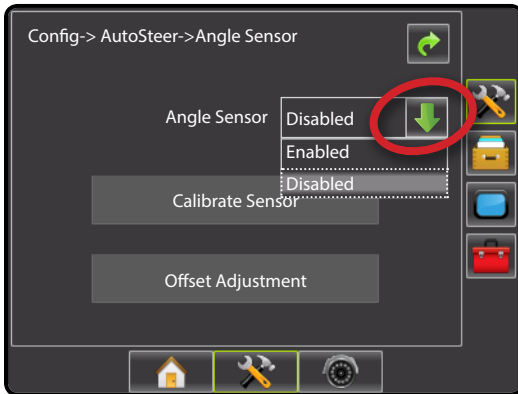 Config-> AutoSteer->Angle Sensor
Angle Sensor Disabled
Enabled
Disabled
Calibrate Sensor
Offset Adjustment